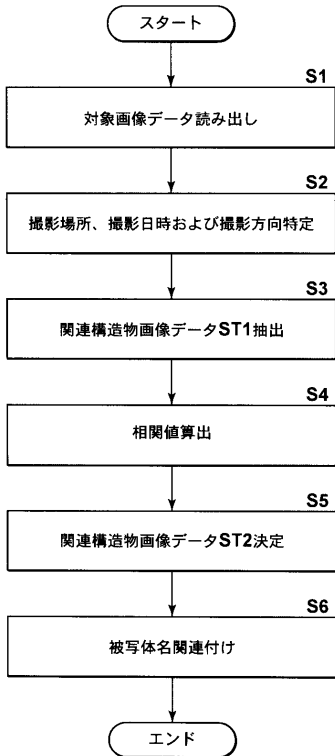 スタート
S1
対象画像データ読み出し
S2
撮影場所、撮影日時および撮影方向特定
S3
関連構造物画像データST1抽出
S4
相関値算出
S5
関連構造物画像データST2決定
S6
被写体名関連付け
エンド